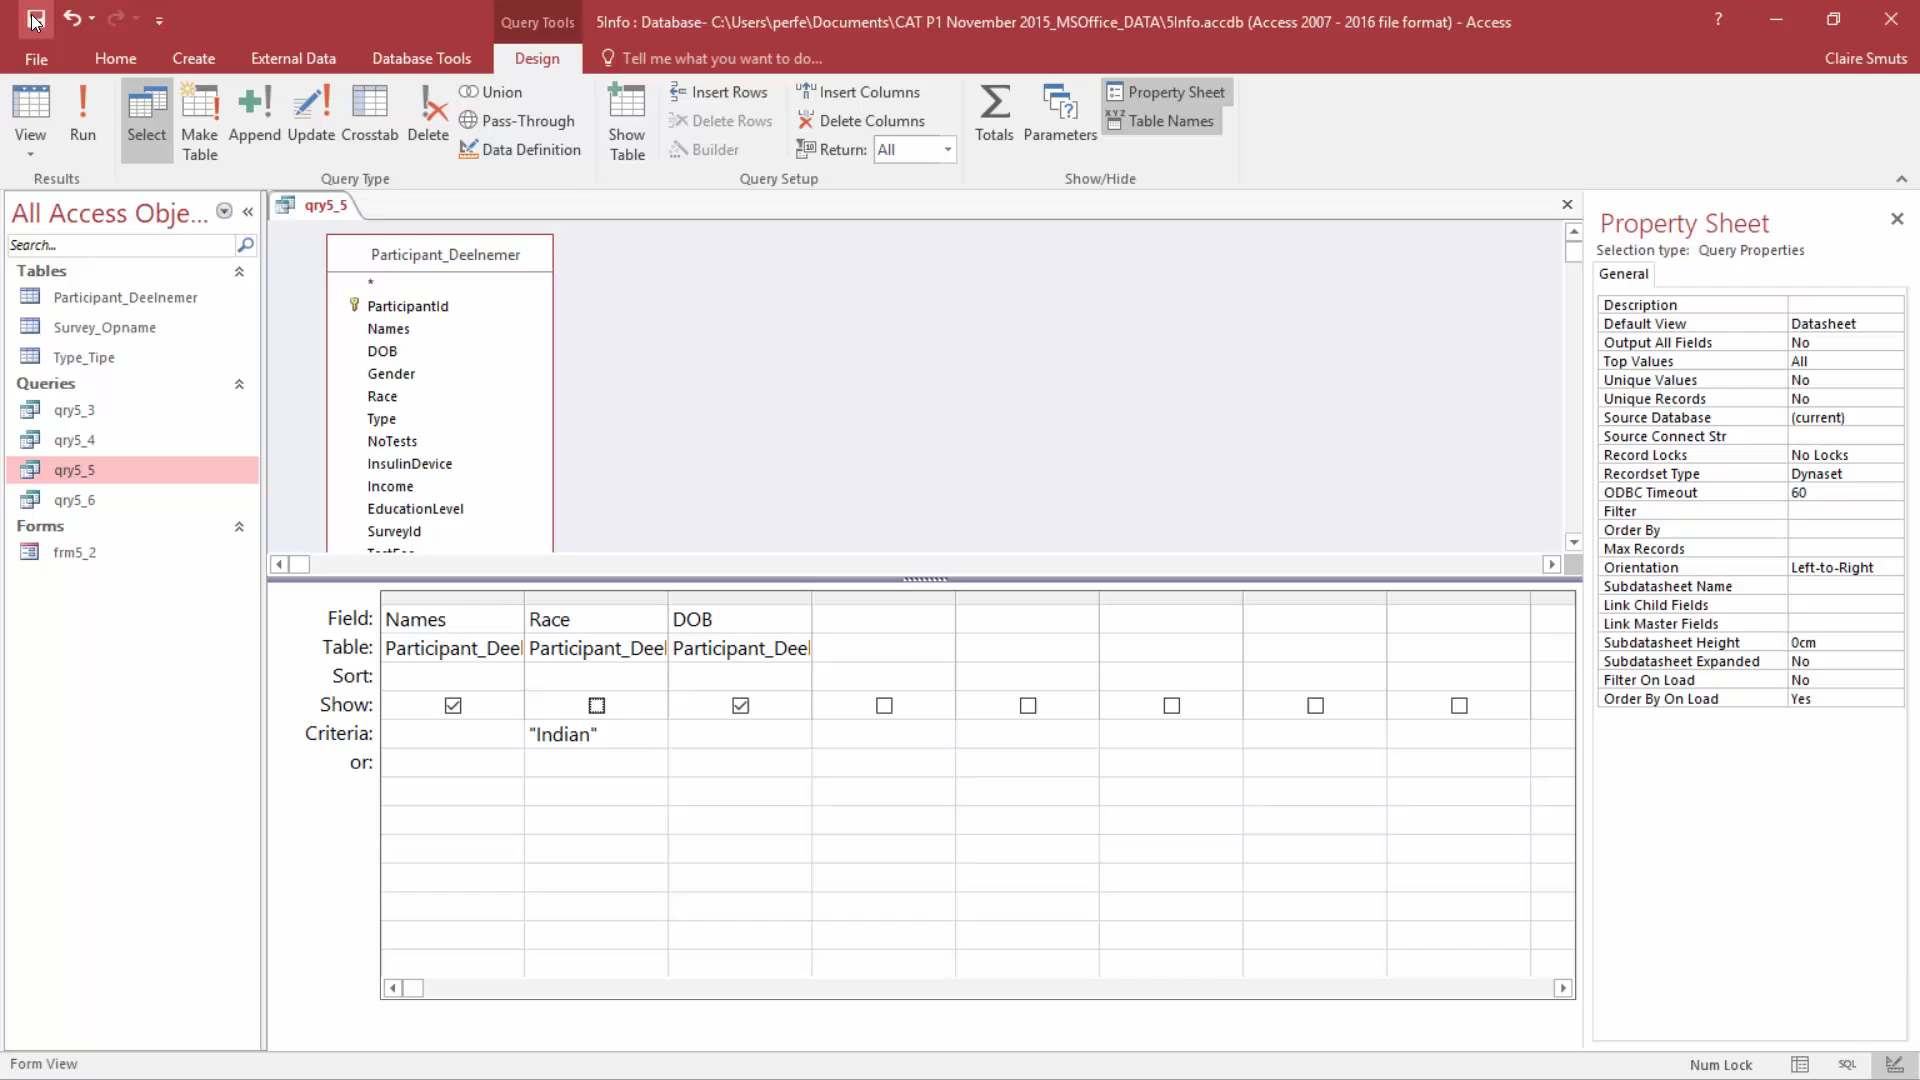 Query Tools
5Info : Database- C:\Users\perfe\Documents\CAT P1 November 2015_MSOffice_DATA\5Info.accdb (Access 2007 - 2016 file format) - Access
?
File
Home
Create
External Data
Database Tools
Design
Tell me what you want to do...
Claire Smuts
View
Run
Select
Make Table
Append
Update
Crosstab
Delete
Union
Pass-Through
Data Definition
Show Table
Insert Rows
Delete Rows
Builder
Insert Columns
Delete Columns
Return: All
Totals
Parameters
Property Sheet
Table Names
Results
Query Type
Query Setup
Show/Hide
All Access Obje...
Search...
Tables
Participant_Deelnemer
Survey_Opname
Type_Tipe
Queries
qry5_3
qry5_4
qry5_5
qry5_6
Forms
frm5_2
qry5_5
Participant_Deelnemer
*
ParticipantId
Names
DOB
Gender
Race
Type
NoTests
InsulinDevice
Income
EducationLevel
SurveyId
Field: Names Race DOB
Table: Participant_Deel Participant_Deel Participant_Deel
Sort:
Show:
Criteria: "Indian"
or:
Property Sheet
Selection type: Query Properties
General
Description
Default View Datasheet
Output All Fields No
Top Values All
Unique Values No
Unique Records No
Source Database (current)
Source Connect Str
Record Locks No Locks
Recordset Type Dynaset
ODBC Timeout 60
Filter
Order By
Max Records
Orientation Left-to-Right
Subdatasheet Name
Link Child Fields
Link Master Fields
Subdatasheet Height 0cm
Subdatasheet Expanded No
Filter On Load No
Order By On Load Yes
Form View
Num Lock
SQL